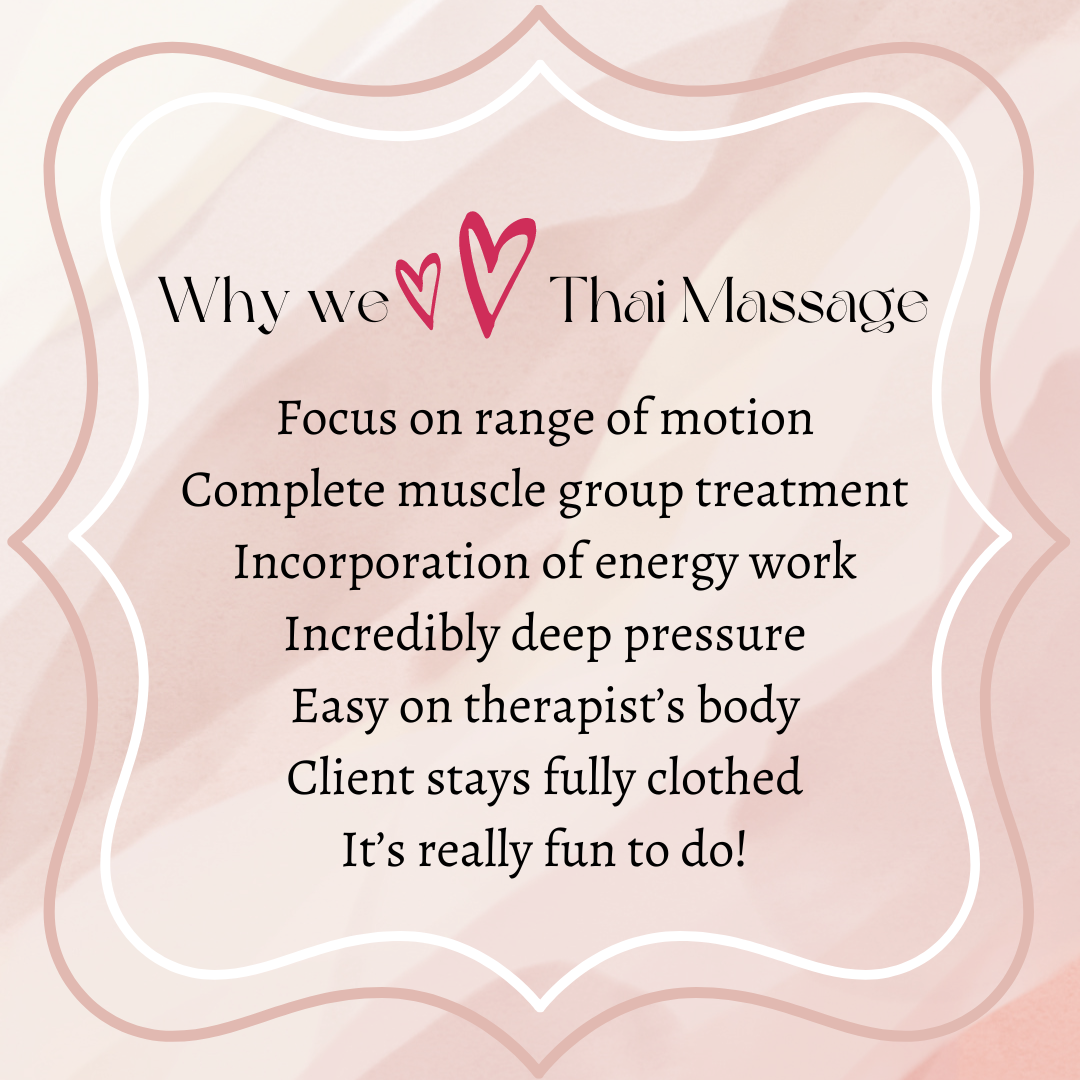 Why we Thai Massage
Focus on range of motion
Complete muscle group treatment
Incorporation of energy work
Incredibly deep pressure
Easy on therapist’s body
Client stays fully clothed
It’s really fun to do!